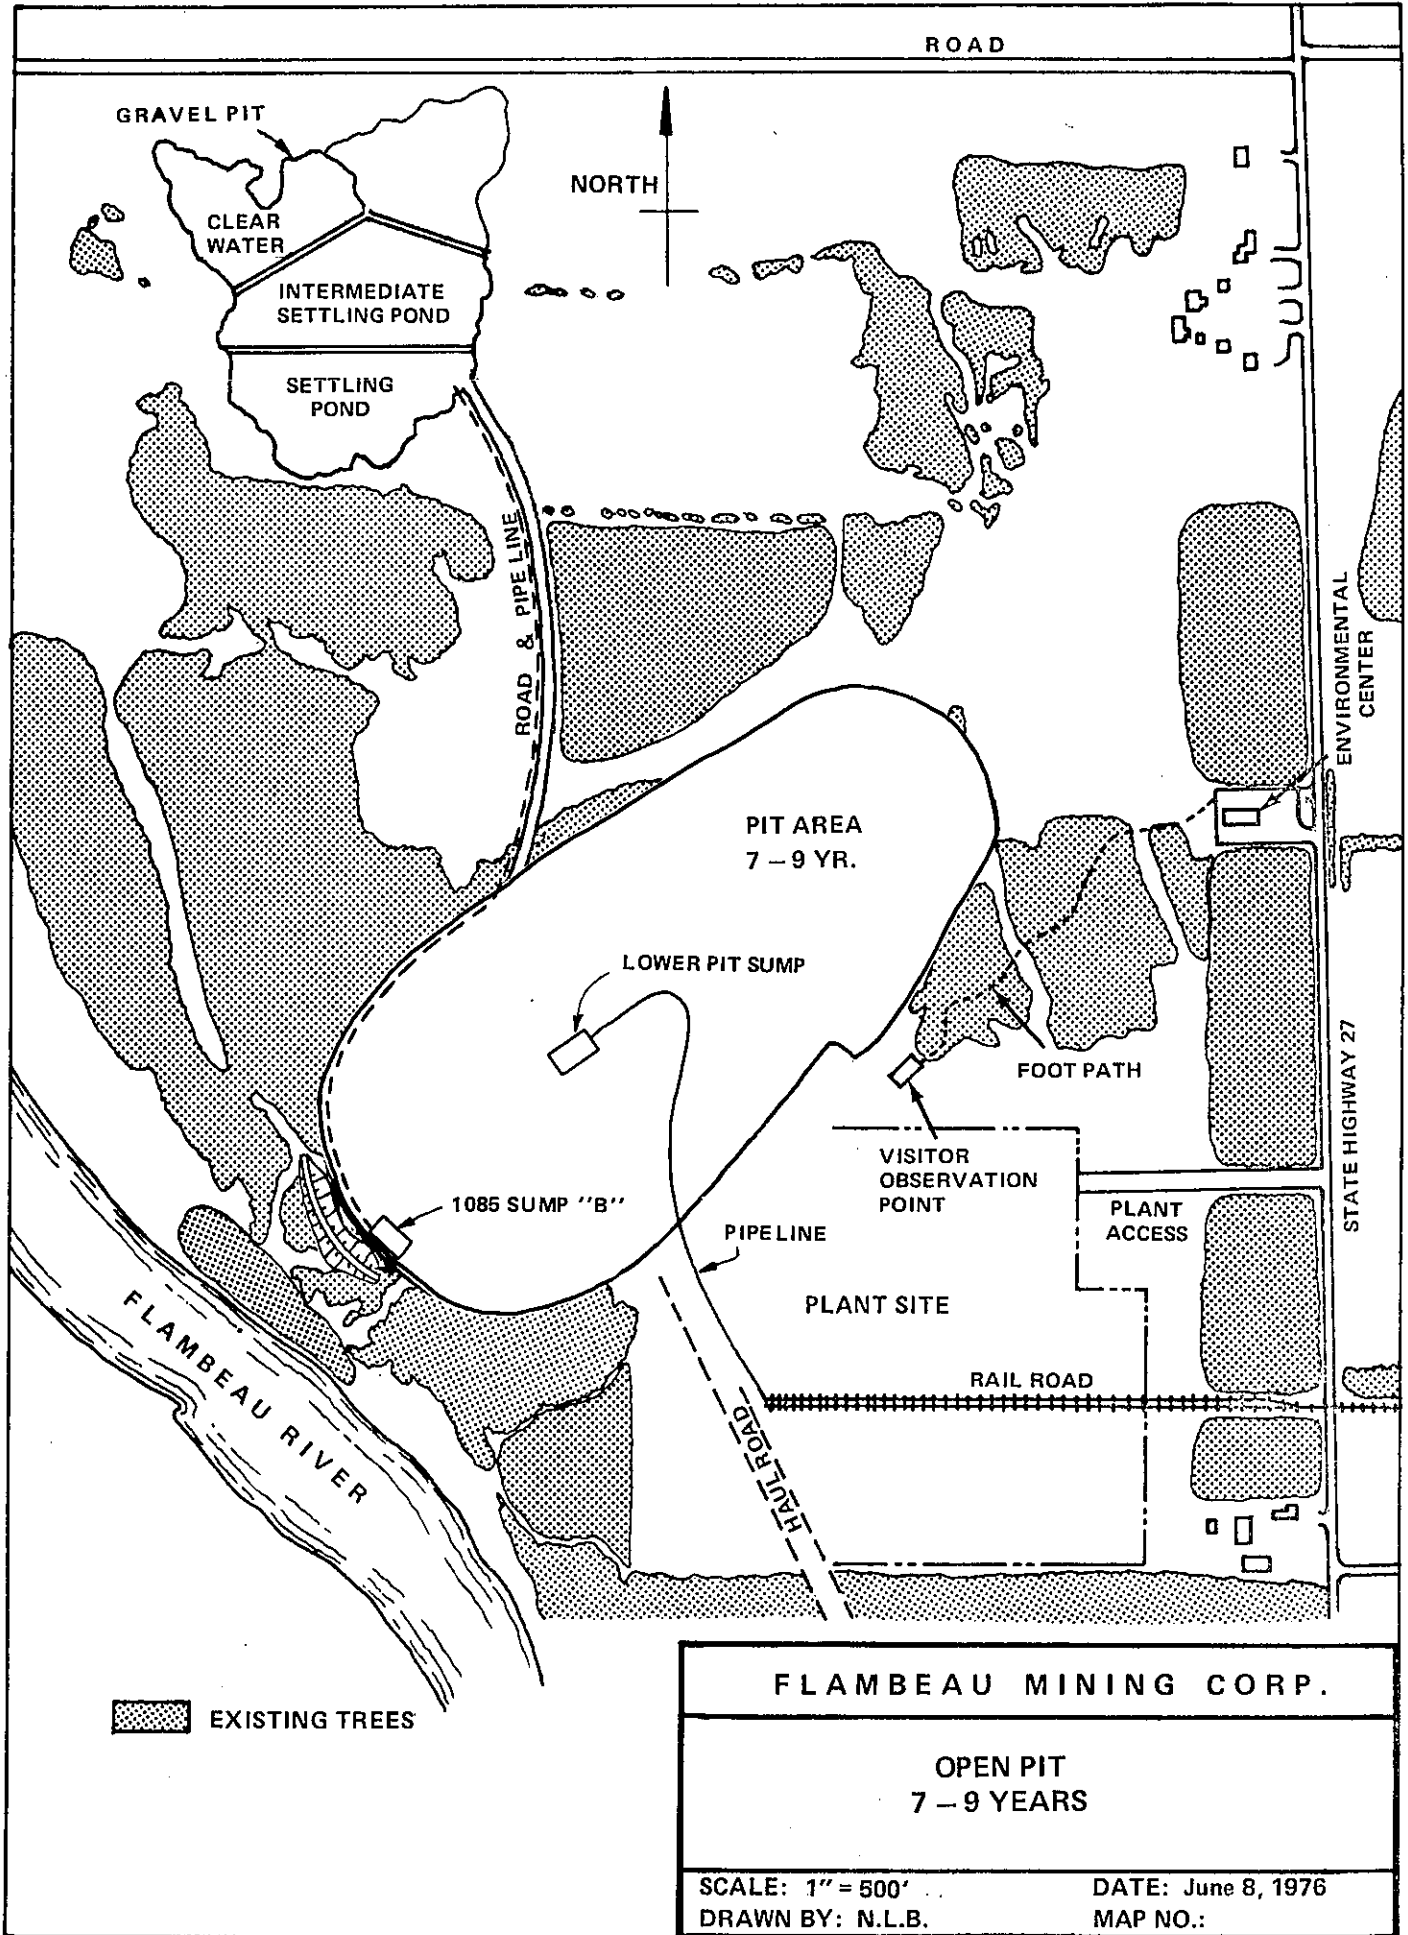 ROAD
GRAVEL PIT
NORTH
CLEAR
WATER
INTERMEDIATE
SETTLING POND
SETTLING
POND
ROAD & PIPE LINE
ENVIRONMENTAL
CENTER
PIT AREA
7 – 9 YR.
LOWER PIT SUMP
FOOT PATH
STATE HIGHWAY 27
VISITOR
OBSERVATION
POINT
PLANT
ACCESS
1085 SUMP "B"
PIPELINE
PLANT SITE
FLAMBEAU RIVER
RAIL ROAD
HAUL ROAD
EXISTING TREES
FLAMBEAU MINING CORP.
OPEN PIT
7 – 9 YEARS
SCALE: 1" = 500'
DATE: June 8, 1976
DRAWN BY: N.L.B.
MAP NO.: